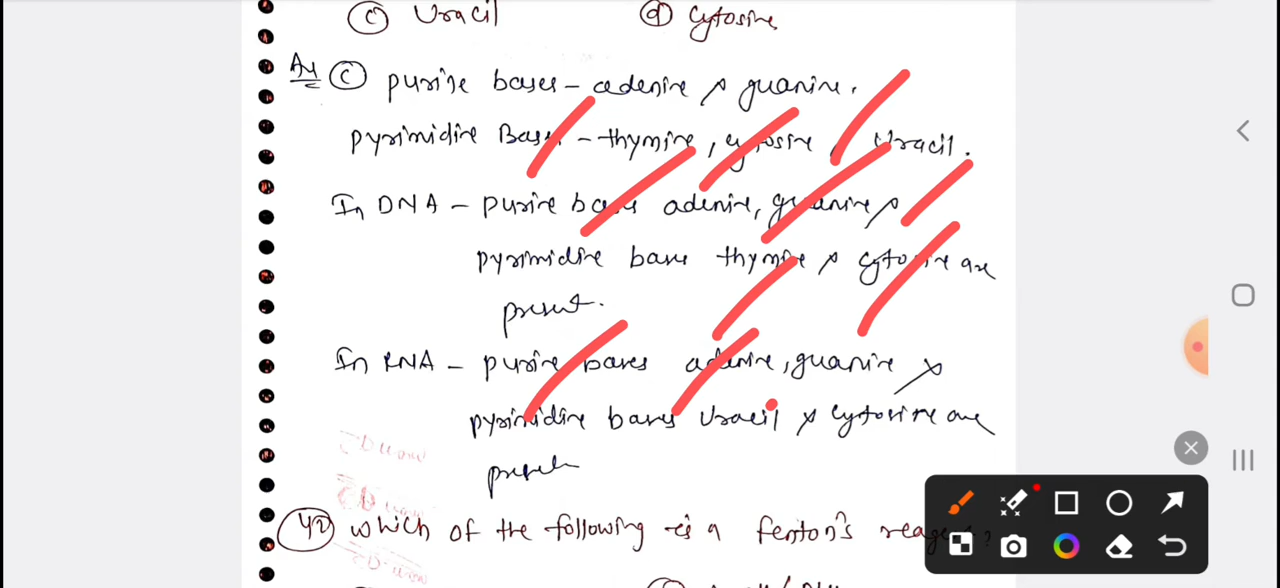 (c) Uracil (d) Cytosine
Ans (c) purine bases - adenine & guanine.
pyrimidine Bases - thymine, cytosine, Uracil.
In DNA - purine bases adenine, guanine &
pyrimidine bases thymine & cytosine are
present.
In RNA - purine bases adenine, guanine &
pyrimidine bases Uracil & cytosine are
present
42) which of the following is a fenton's reagent?